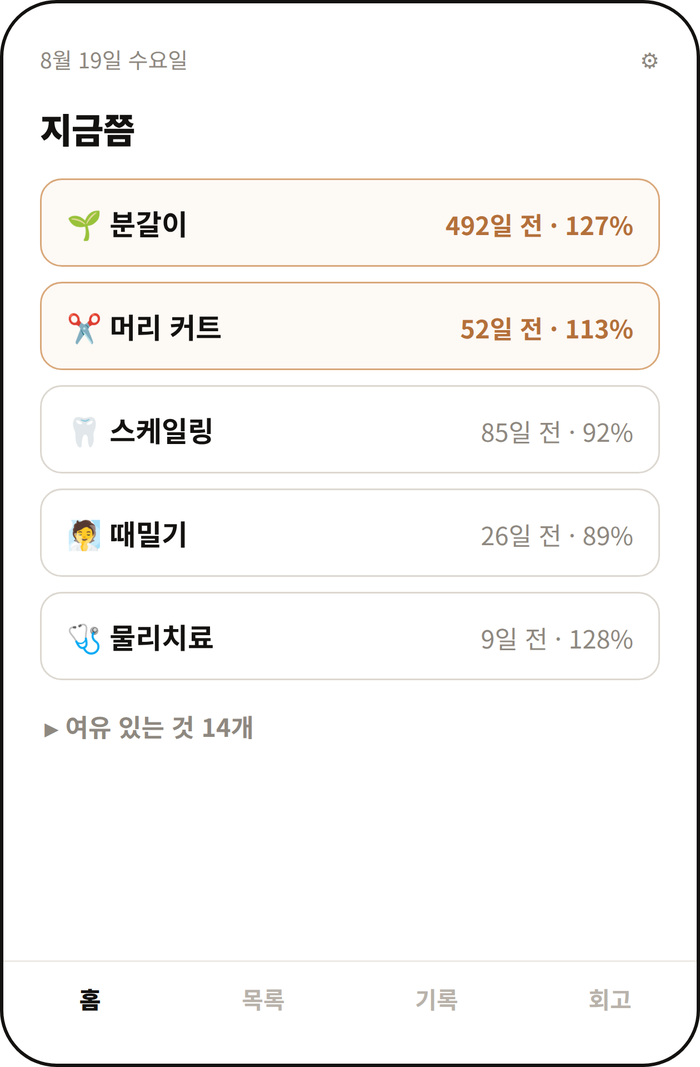 8월 19일 수요일
지금쯤
분갈이 492일 전 · 127%
머리 커트 52일 전 · 113%
스케일링 85일 전 · 92%
때밀기 26일 전 · 89%
물리치료 9일 전 · 128%
▶ 여유 있는 것 14개
홈 목록 기록 회고